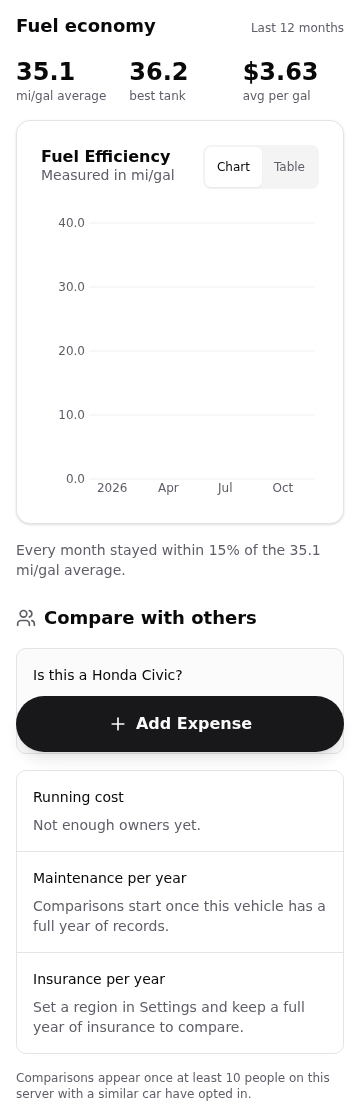 Fuel economy
Last 12 months
35.1
36.2
$3.63
mi/gal average
best tank
avg per gal
Fuel Efficiency
Measured in mi/gal
Chart
Table
40.0
30.0
20.0
10.0
0.0
2026
Apr
Jul
Oct
Every month stayed within 15% of the 35.1
mi/gal average.
Compare with others
Is this a Honda Civic?
Add Expense
Running cost
Not enough owners yet.
Maintenance per year
Comparisons start once this vehicle has a
full year of records.
Insurance per year
Set a region in Settings and keep a full
year of insurance to compare.
Comparisons appear once at least 10 people on this
server with a similar car have opted in.